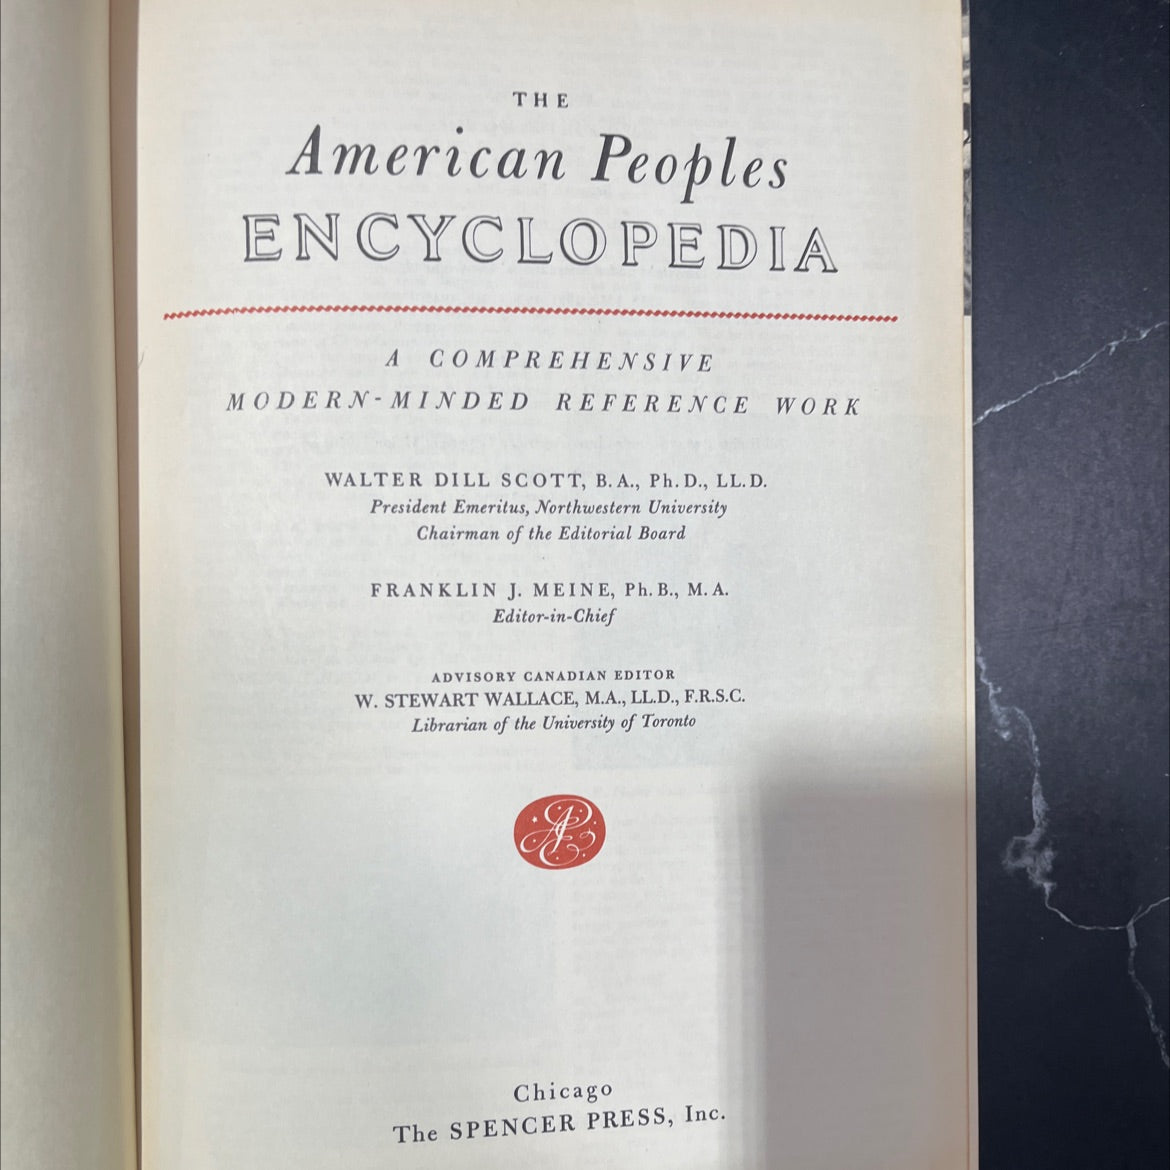 THE
American Peoples
ENCYCLOPEDIA
A COMPREHENSIVE
MODERN-MINDED REFERENCE WORK
WALTER DILL SCOTT, B.A., Ph.D., LL.D.
President Emeritus, Northwestern University
Chairman of the Editorial Board
FRANKLIN J. MEINE, Ph.B., M.A.
Editor-in-Chief
ADVISORY CANADIAN EDITOR
W. STEWART WALLACE, M.A., LL.D., F.R.S.C.
Librarian of the University of Toronto
Chicago
The SPENCER PRESS, Inc.